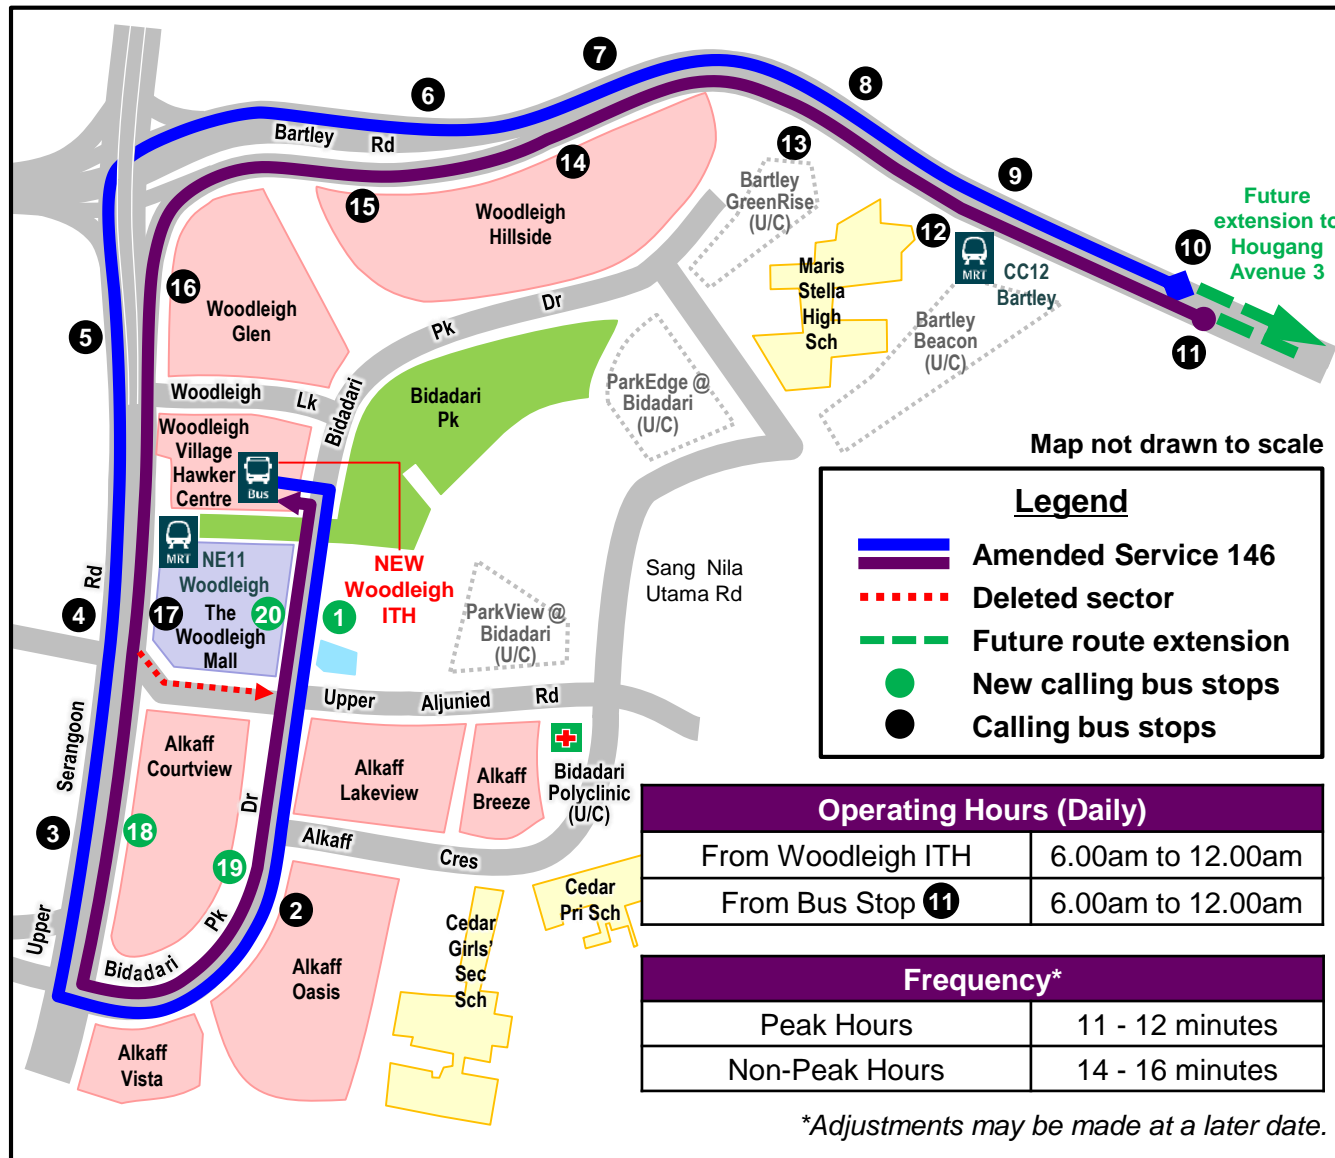 7
6
8
Bartley
Rd
13
14
9
15
Bartley
GreenRise
(U/C)
Woodleigh
Hillside
Future
extension to
Hougang
Avenue 3
12
10
MRT
CC12
Bartley
Maris
Stella
High
Sch
16
Woodleigh
Glen
Pk
Dr
5
Bartley
Beacon
(U/C)
11
Woodleigh
Lk
Bidadari
Bidadari
Pk
ParkEdge @
Bidadari
(U/C)
Woodleigh
Village
Hawker
Centre
Bus
Map not drawn to scale
Legend
Amended Service 146
Deleted sector
Future route extension
New calling bus stops
Calling bus stops
MRT
NE11
Woodleigh
The
Woodleigh
Mall
NEW
Woodleigh
ITH
Sang Nila
Utama Rd
Rd
4
17
20
1
ParkView @
Bidadari
(U/C)
Upper
Aljunied
Rd
Serangoon
Alkaff
Courtview
Alkaff
Lakeview
Alkaff
Breeze
Bidadari
Polyclinic
(U/C)
Dr
3
18
19
Alkaff
Cres
Operating Hours (Daily)
From Woodleigh ITH
6.00am to 12.00am
From Bus Stop 11
6.00am to 12.00am
2
Pk
Upper
Bidadari
Alkaff
Oasis
Cedar
Girls'
Sec
Sch
Cedar
Pri Sch
Alkaff
Vista
Frequency*
Peak Hours
11 - 12 minutes
Non-Peak Hours
14 - 16 minutes
*Adjustments may be made at a later date.